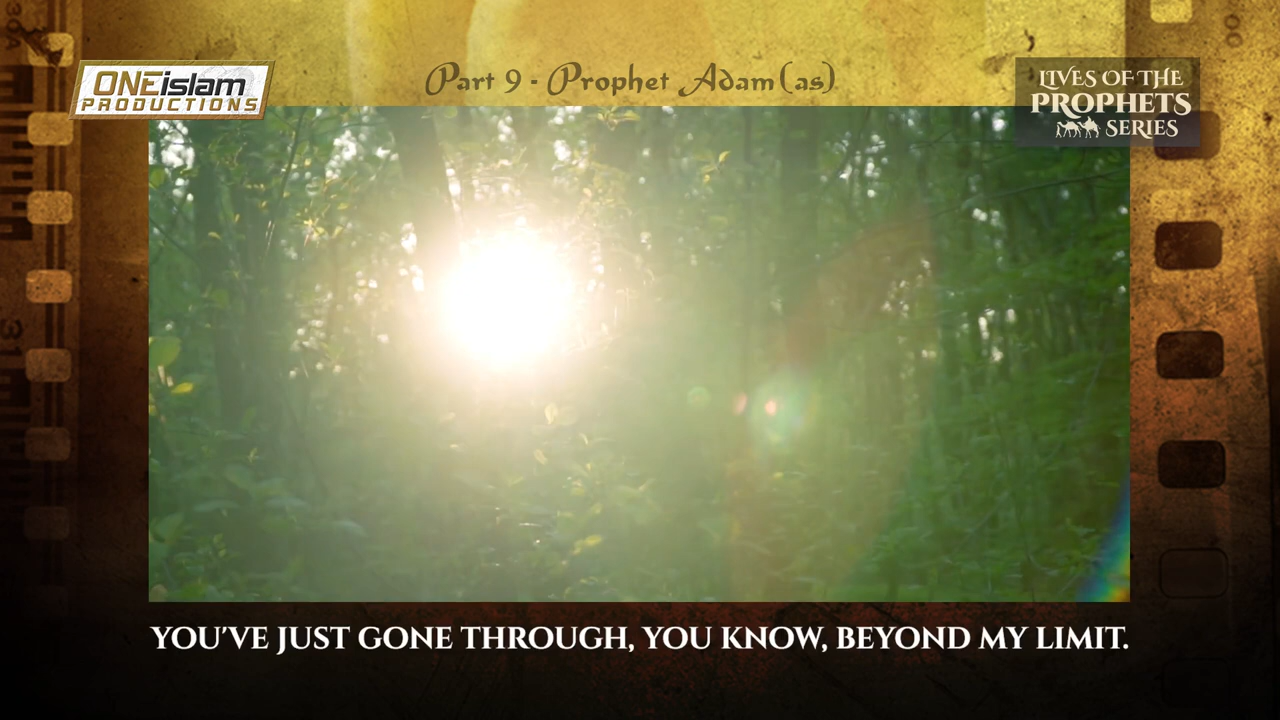 ONEislam
PRODUCTIONS
Part 9 - Prophet Adam(as)
LIVES OF THE
PROPHETS
SERIES
YOU'VE JUST GONE THROUGH, YOU KNOW, BEYOND MY LIMIT.